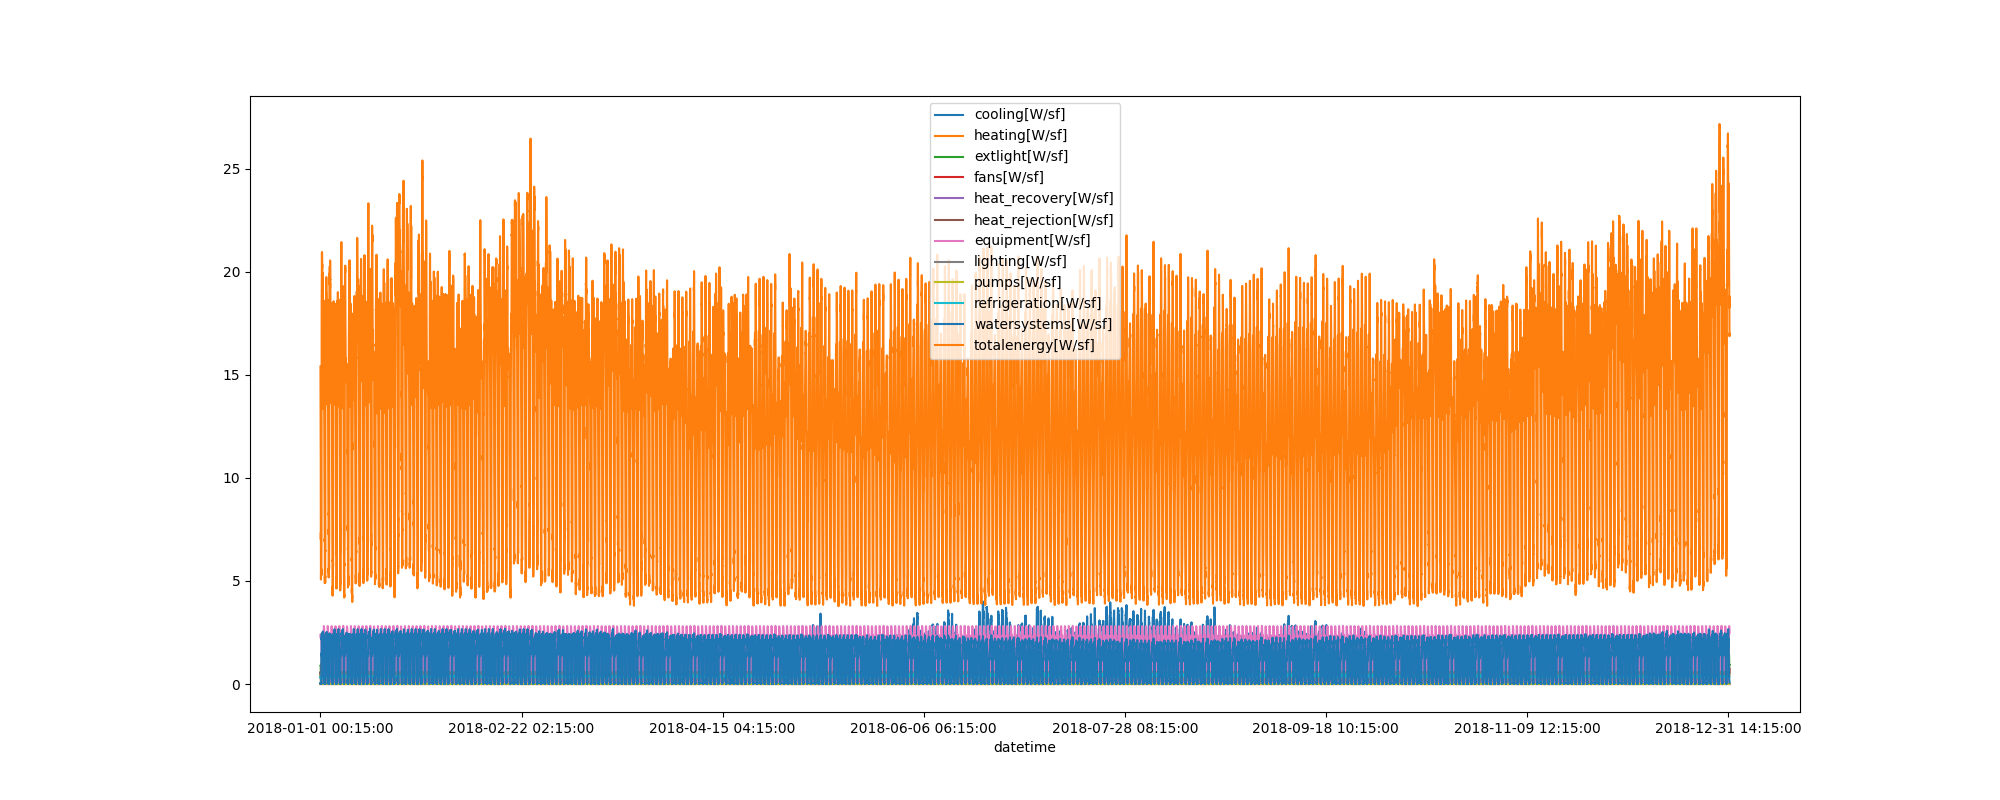 cooling[W/sf]
heating[W/sf]
extlight[W/sf]
fans[W/sf]
heat_recovery[W/sf]
heat_rejection[W/sf]
equipment[W/sf]
lighting[W/sf]
pumps[W/sf]
refrigeration[W/sf]
watersystems[W/sf]
totalenergy[W/sf]
25
20
15
10
5
0
2018-01-01 00:15:00 2018-02-22 02:15:00 2018-04-15 04:15:00 2018-06-06 06:15:00 2018-07-28 08:15:00 2018-09-18 10:15:00 2018-11-09 12:15:00 2018-12-31 14:15:00
datetime